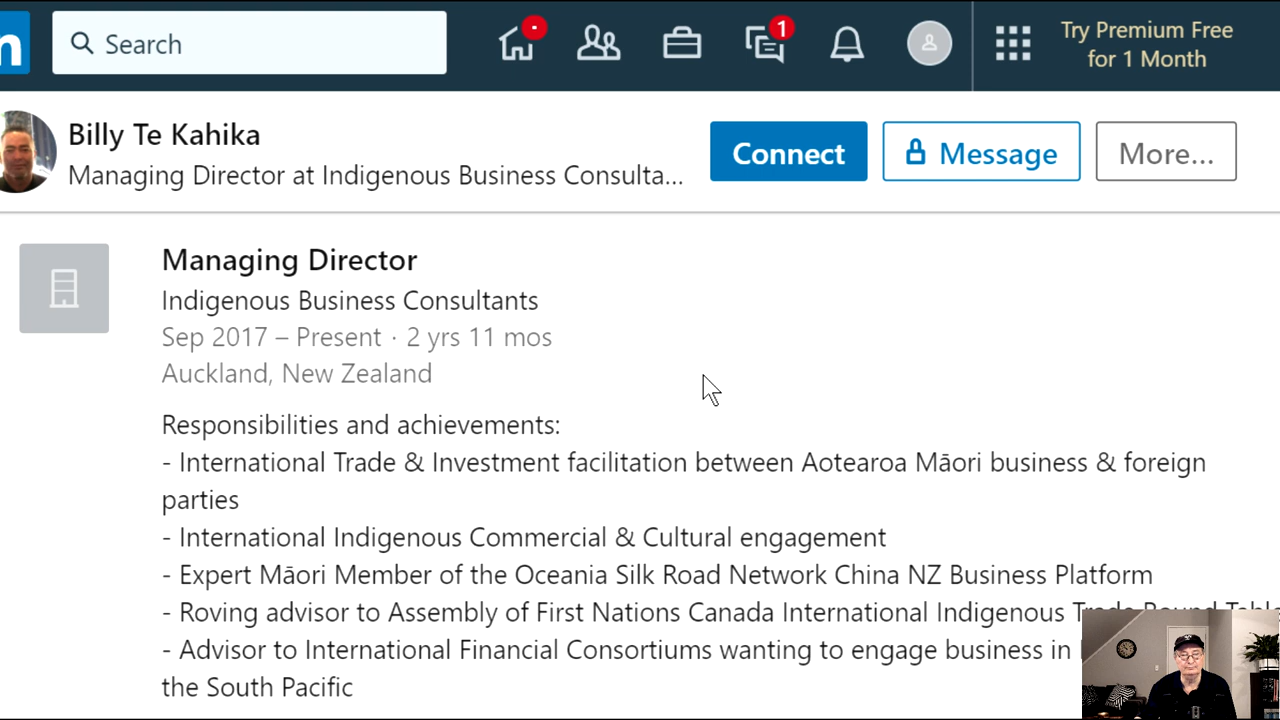 n
Search
1
Try Premium Free
for 1 Month
Billy Te Kahika
Managing Director at Indigenous Business Consulta...
Connect
Message
More...
Managing Director
Indigenous Business Consultants
Sep 2017 – Present · 2 yrs 11 mos
Auckland, New Zealand
Responsibilities and achievements:
- International Trade & Investment facilitation between Aotearoa Māori business & foreign
parties
- International Indigenous Commercial & Cultural engagement
- Expert Māori Member of the Oceania Silk Road Network China NZ Business Platform
- Roving advisor to Assembly of First Nations Canada International Indigenous
- Advisor to International Financial Consortiums wanting to engage business in
the South Pacific